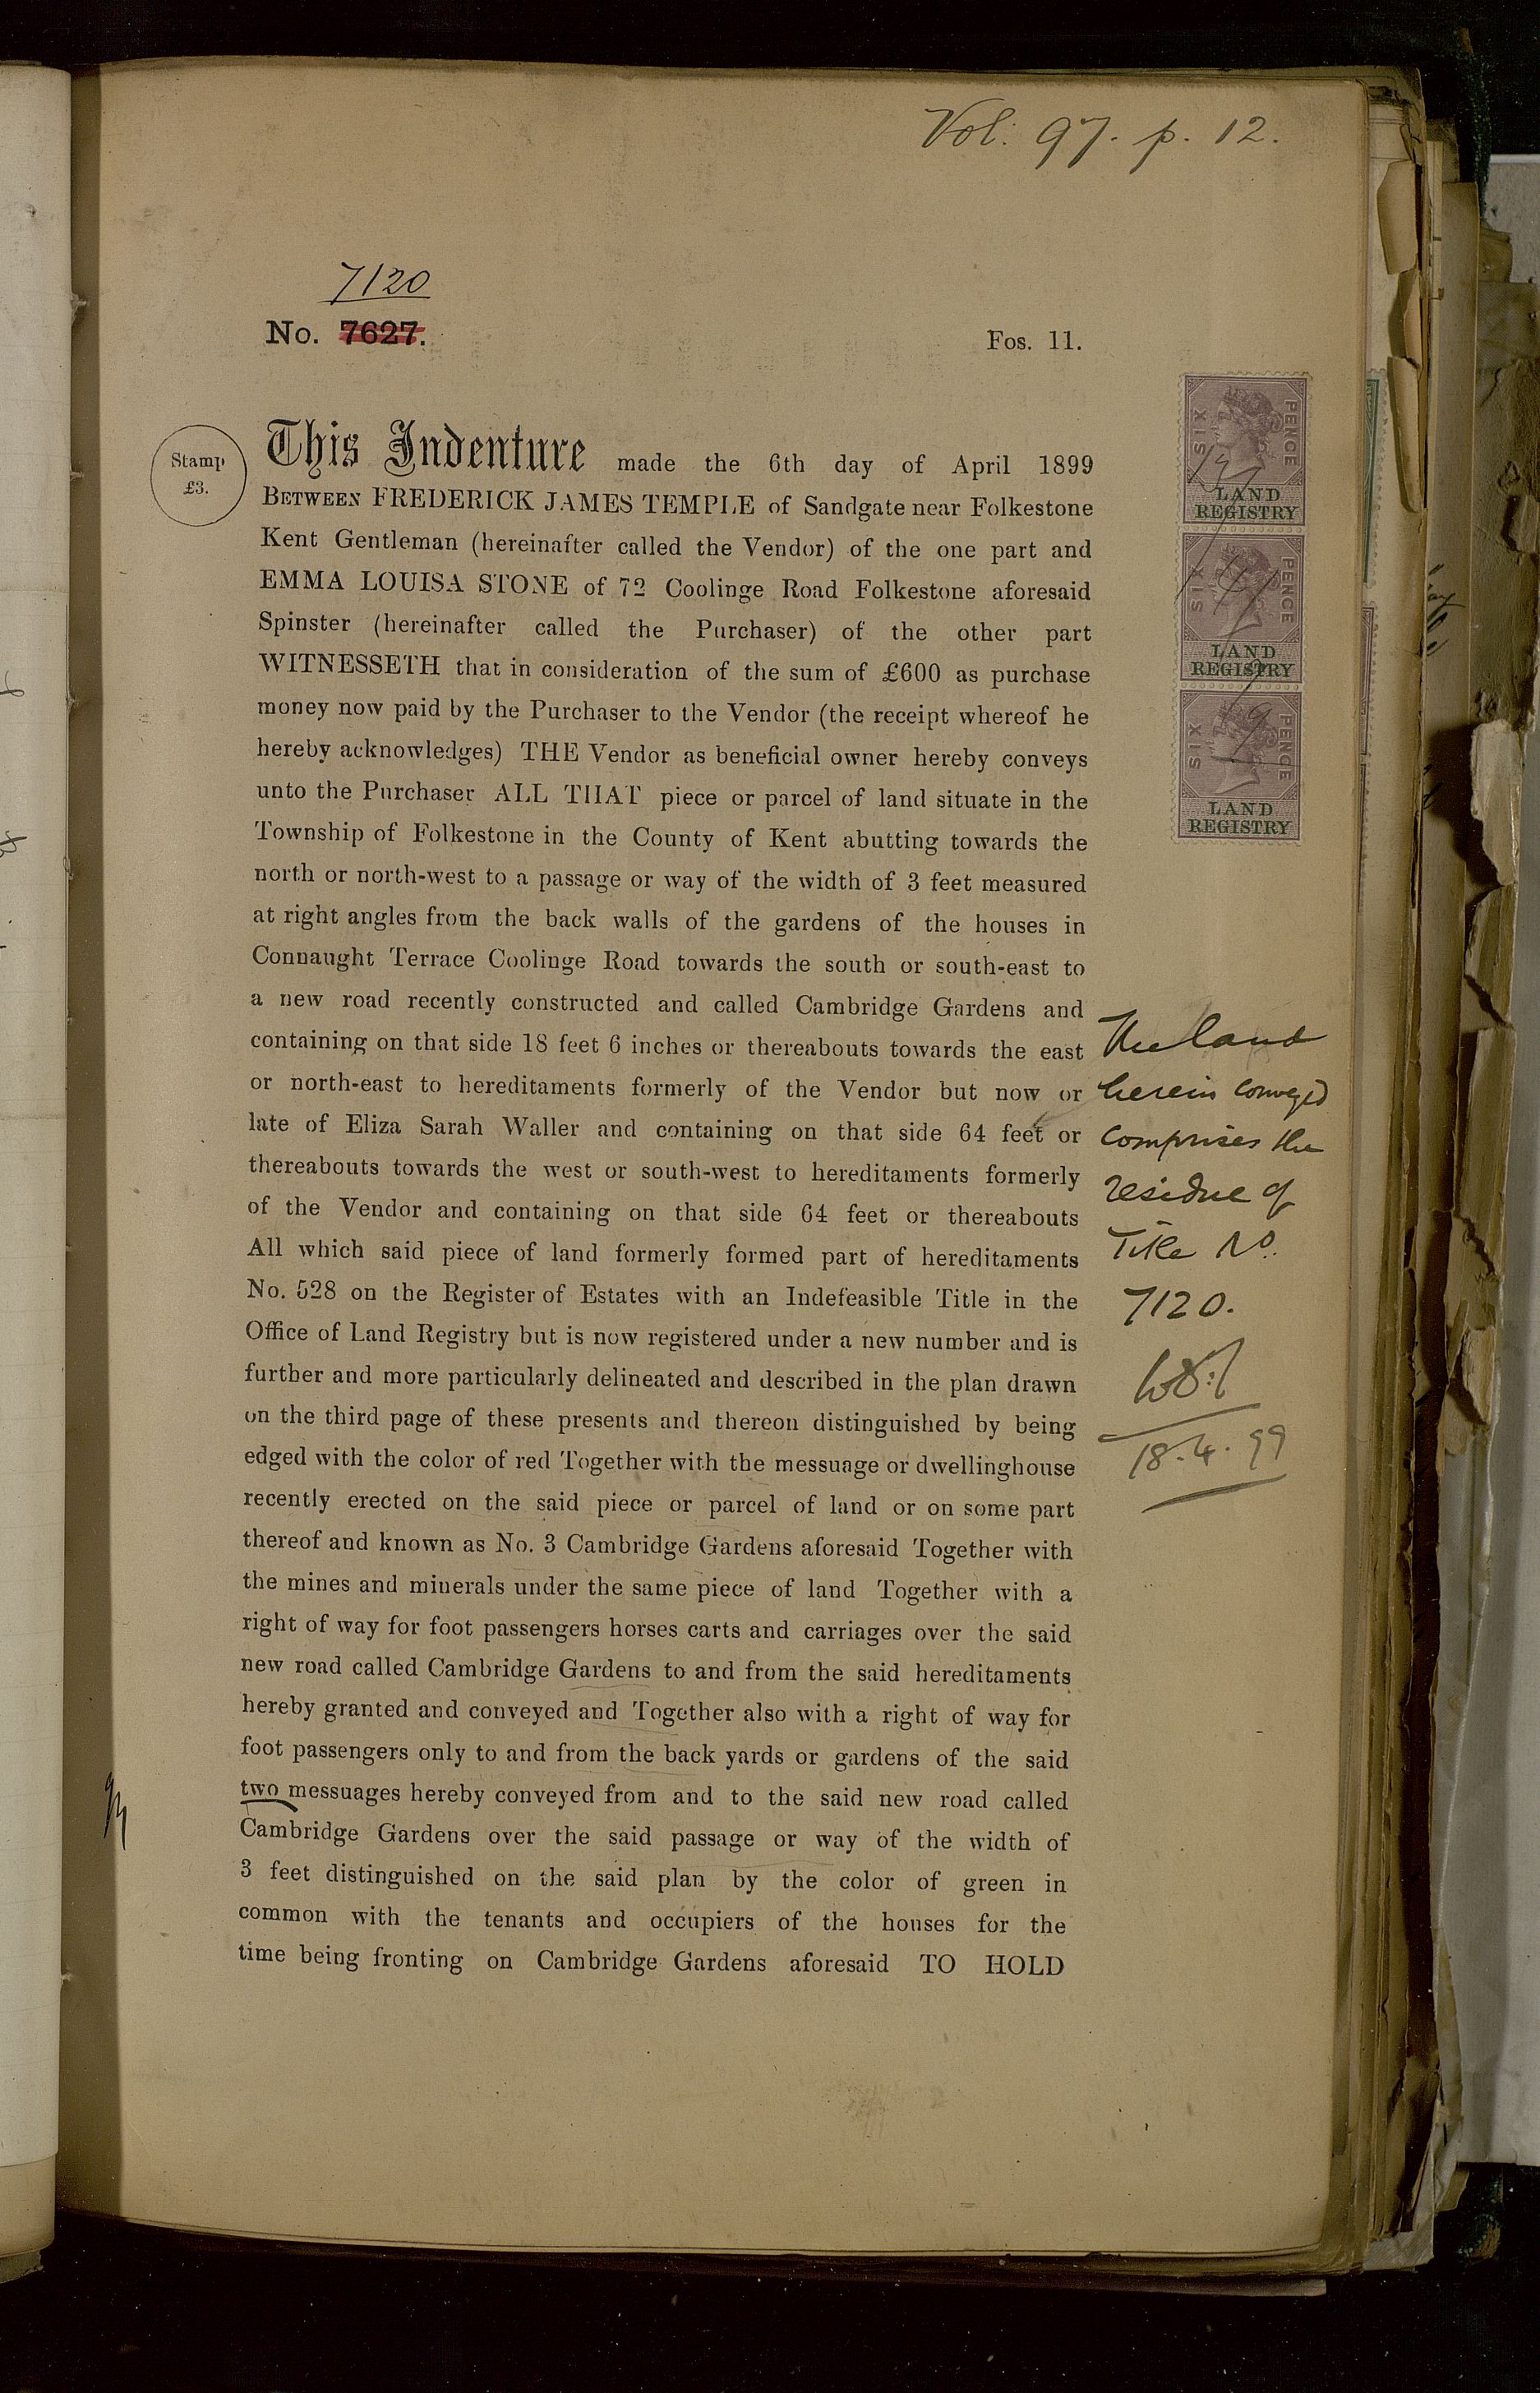 Vol: 97. p. 12.
7120
No. 7627.
Fos. 11.
Stamp
£3.
This Indenture made the 6th day of April 1899
BETWEEN FREDERICK JAMES TEMPLE of Sandgate near Folkestone
Kent Gentleman (hereinafter called the Vendor) of the one part and
EMMA LOUISA STONE of 72 Coolinge Road Folkestone aforesaid
Spinster (hereinafter called the Purchaser) of the other part
WITNESSETH that in consideration of the sum of £600 as purchase
money now paid by the Purchaser to the Vendor (the receipt whereof he
hereby acknowledges) THE Vendor as beneficial owner hereby conveys
unto the Purchaser ALL THAT piece or parcel of land situate in the
Township of Folkestone in the County of Kent abutting towards the
north or north-west to a passage or way of the width of 3 feet measured
at right angles from the back walls of the gardens of the houses in
Connaught Terrace Coolinge Road towards the south or south-east to
a new road recently constructed and called Cambridge Gardens and
containing on that side 18 feet 6 inches or thereabouts towards the east
or north-east to hereditaments formerly of the Vendor but now or
late of Eliza Sarah Waller and containing on that side 64 feet or
thereabouts towards the west or south-west to hereditaments formerly
of the Vendor and containing on that side 64 feet or thereabouts
All which said piece of land formerly formed part of hereditaments
No. 528 on the Register of Estates with an Indefeasible Title in the
Office of Land Registry but is now registered under a new number and is
further and more particularly delineated and described in the plan drawn
on the third page of these presents and thereon distinguished by being
edged with the color of red Together with the messuage or dwellinghouse
recently erected on the said piece or parcel of land or on some part
thereof and known as No. 3 Cambridge Gardens aforesaid Together with
the mines and minerals under the same piece of land Together with a
right of way for foot passengers horses carts and carriages over the said
new road called Cambridge Gardens to and from the said hereditaments
hereby granted and conveyed and Together also with a right of way for
foot passengers only to and from the back yards or gardens of the said
two messuages hereby conveyed from and to the said new road called
Cambridge Gardens over the said passage or way of the width of
3 feet distinguished on the said plan by the color of green in
common with the tenants and occupiers of the houses for the
time being fronting on Cambridge Gardens aforesaid TO HOLD
SIX PENCE
LAND
REGISTRY
SIX PENCE
LAND
REGISTRY
SIX PENCE
LAND
REGISTRY
The land
herein conveyed
comprises the
residue of
Title No.
7120.
18.4.99